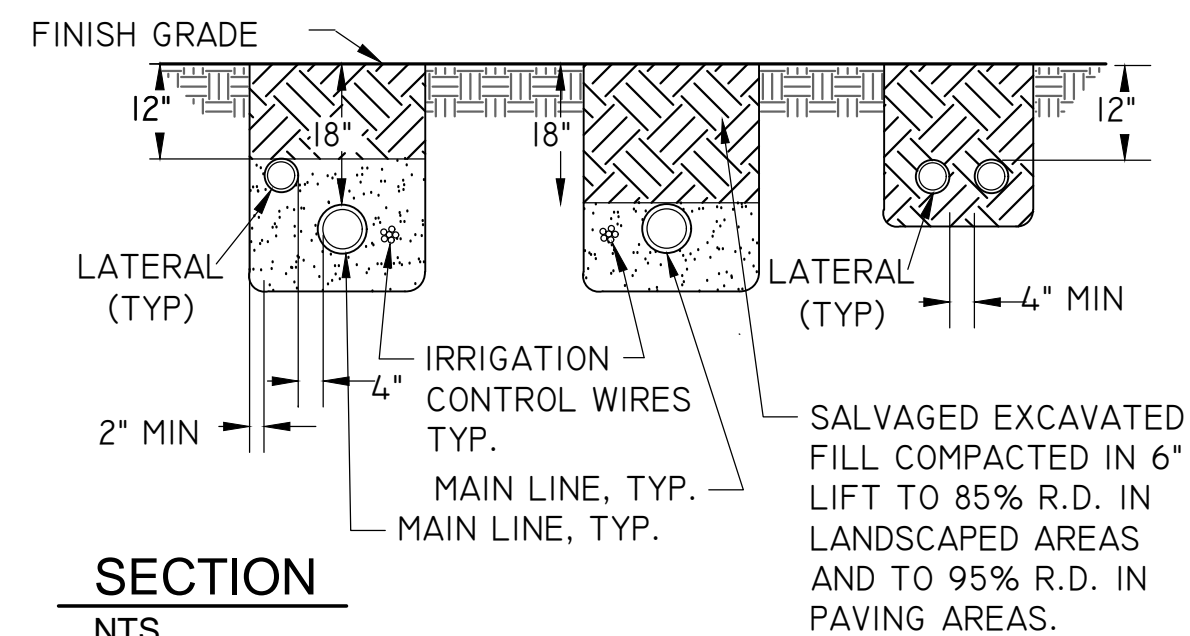 FINISH GRADE
12"
18"
18"
12"
LATERAL
(TYP)
LATERAL
(TYP)
4" MIN
4"
2" MIN
IRRIGATION
CONTROL WIRES
TYP.
MAIN LINE, TYP.
MAIN LINE, TYP.
SALVAGED EXCAVATED
FILL COMPACTED IN 6"
LIFT TO 85% R.D. IN
LANDSCAPED AREAS
AND TO 95% R.D. IN
PAVING AREAS.
SECTION
NTS